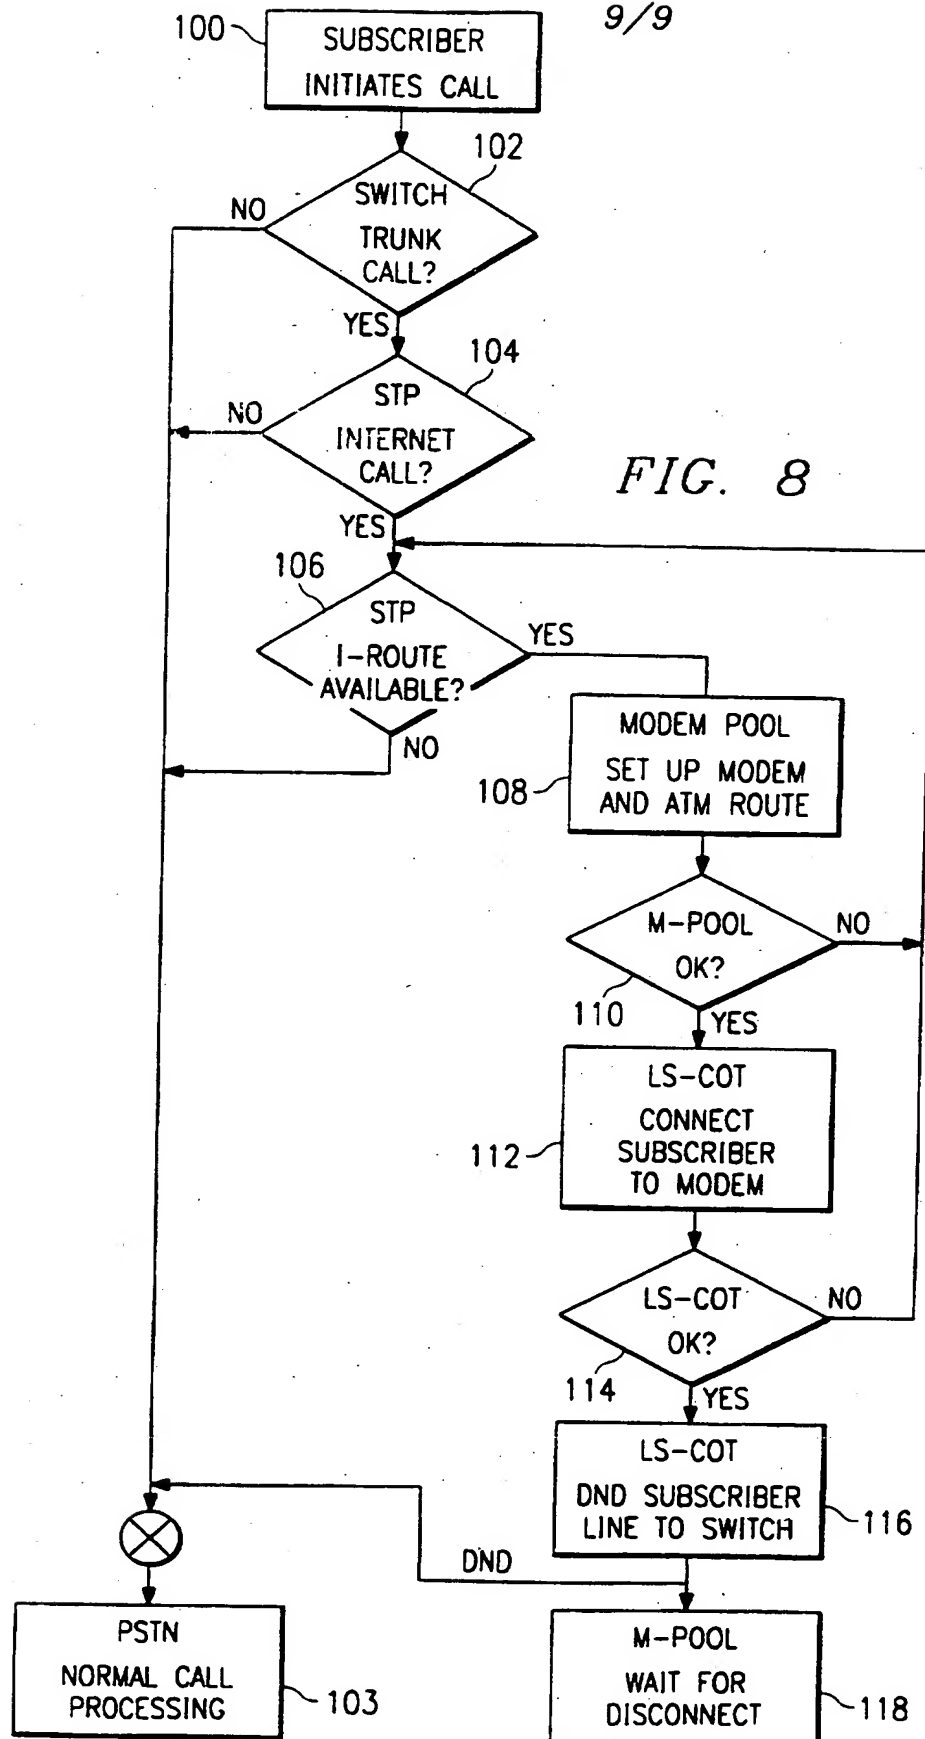 9/9
100
SUBSCRIBER
INITIATES CALL
102
SWITCH
TRUNK
CALL?
NO
YES
104
STP
INTERNET
CALL?
NO
YES
FIG. 8
106
STP
I-ROUTE
AVAILABLE?
YES
NO
MODEM POOL
SET UP MODEM
AND ATM ROUTE
108
M-POOL
OK?
NO
110
YES
LS-COT
CONNECT
SUBSCRIBER
TO MODEM
112
LS-COT
OK?
NO
114
YES
LS-COT
DND SUBSCRIBER
LINE TO SWITCH
116
DND
PSTN
NORMAL CALL
PROCESSING
103
M-POOL
WAIT FOR
DISCONNECT
118